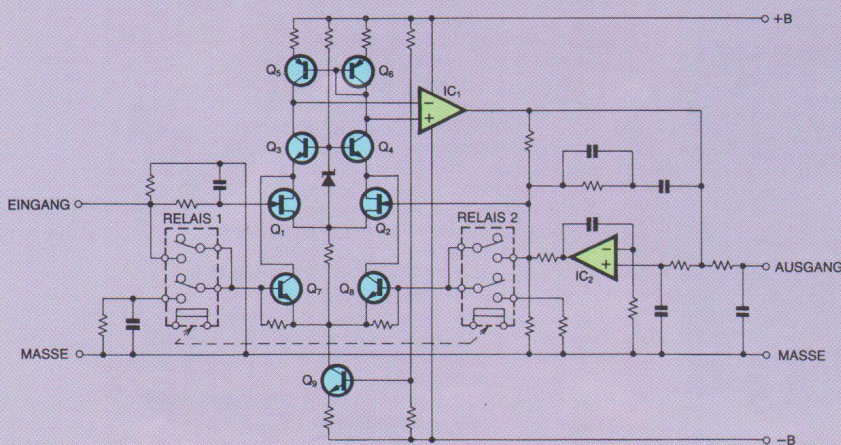 +B
Q5
Q6
IC1
−
+
Q3
Q4
EINGANG
RELAIS 1
RELAIS 2
Q1
Q2
−
+
IC2
AUSGANG
Q7
Q8
MASSE
MASSE
Q9
−B